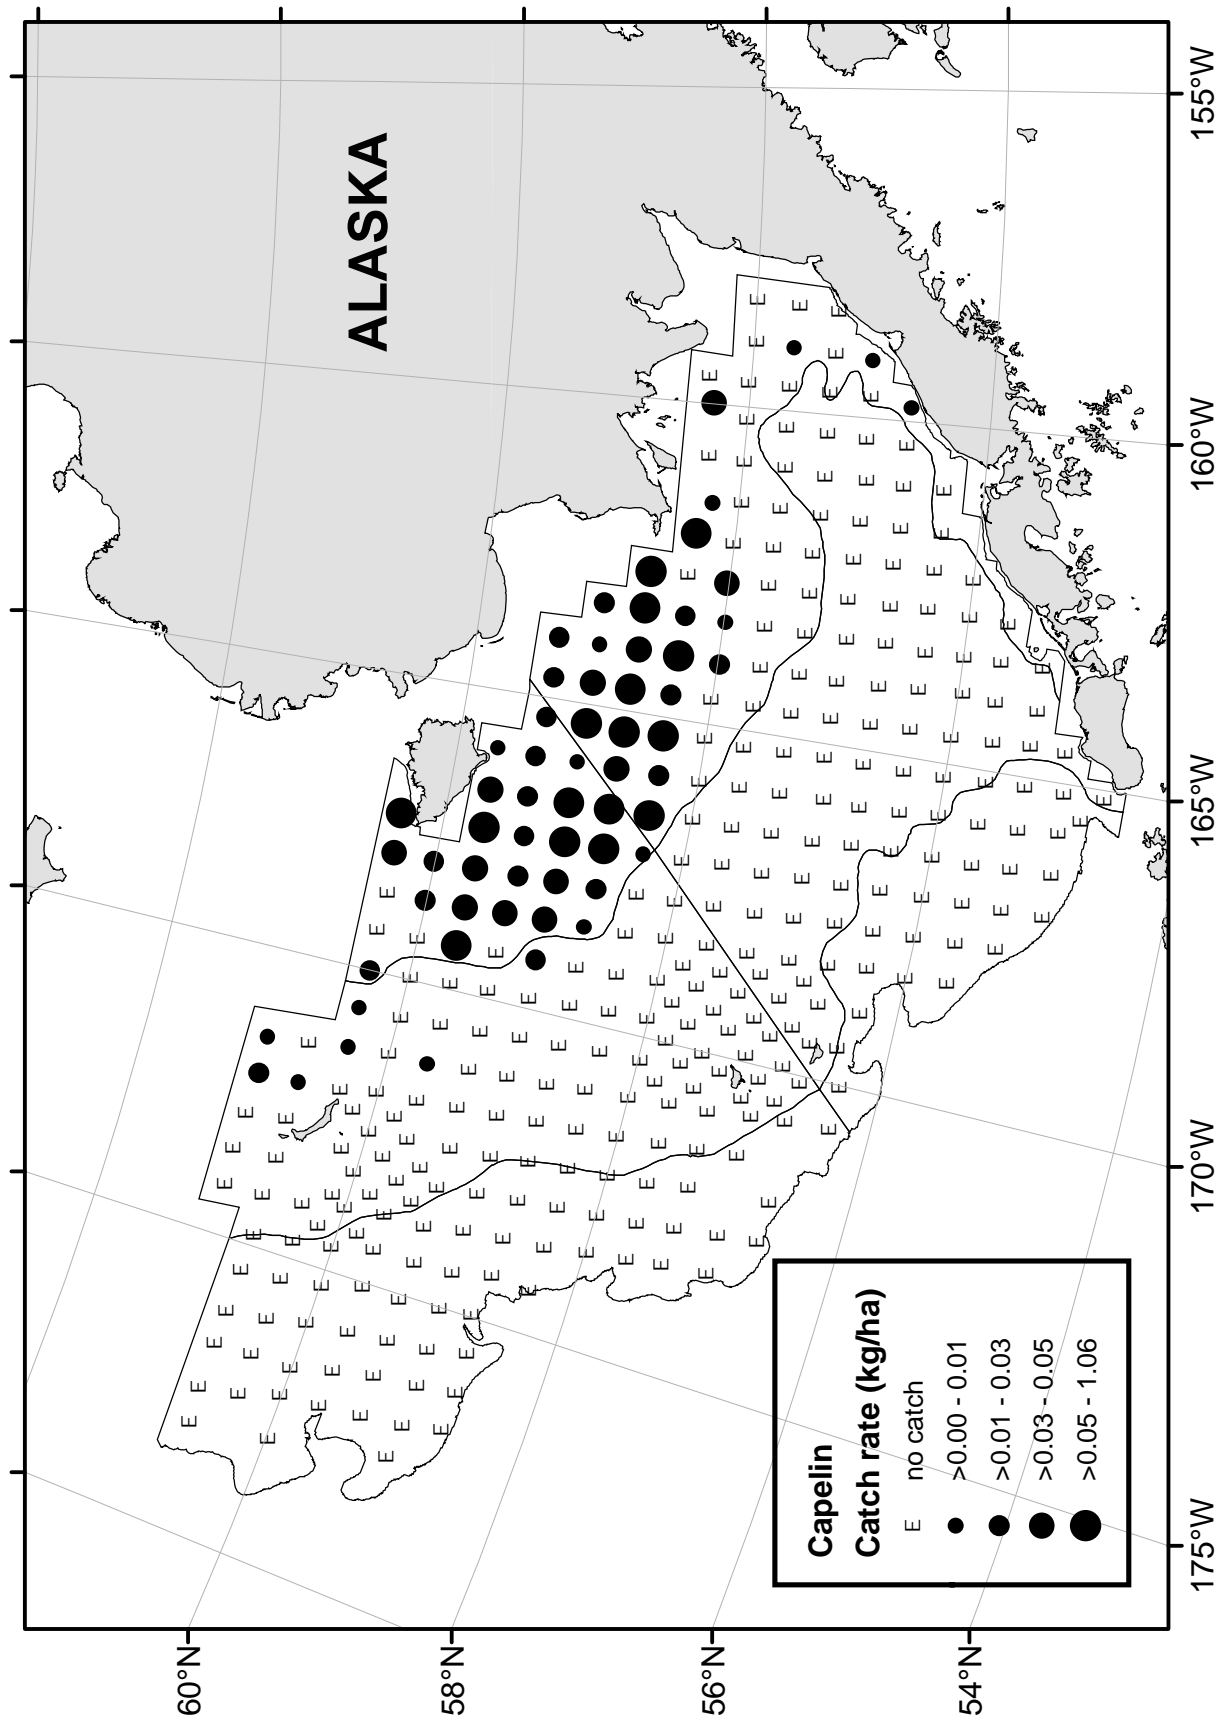 ALASKA
60°N
58°N
56°N
54°N
175°W
170°W
165°W
160°W
155°W
Capelin
Catch rate (kg/ha)
E no catch
>0.00 - 0.01
>0.01 - 0.03
>0.03 - 0.05
>0.05 - 1.06